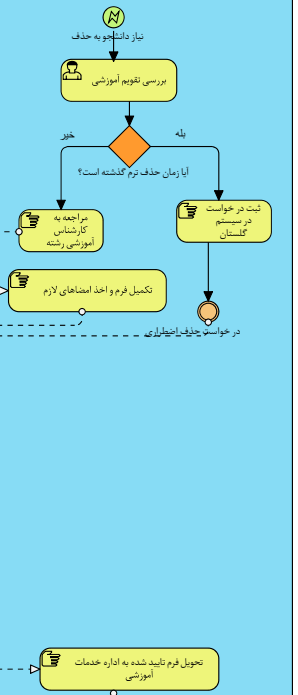 نیاز دانشجو به حذف
بررسی تقویم آموزشی
بله
خیر
آیا زمان حذف ترم گذشته است؟
ثبت درخواست
در سیستم
گلستان
مراجعه به
کارشناس
آموزشی رشته
تکمیل فرم و اخذ امضاهای لازم
درخواست حذف اضطراری
تحویل فرم تایید شده به اداره خدمات
آموزشی